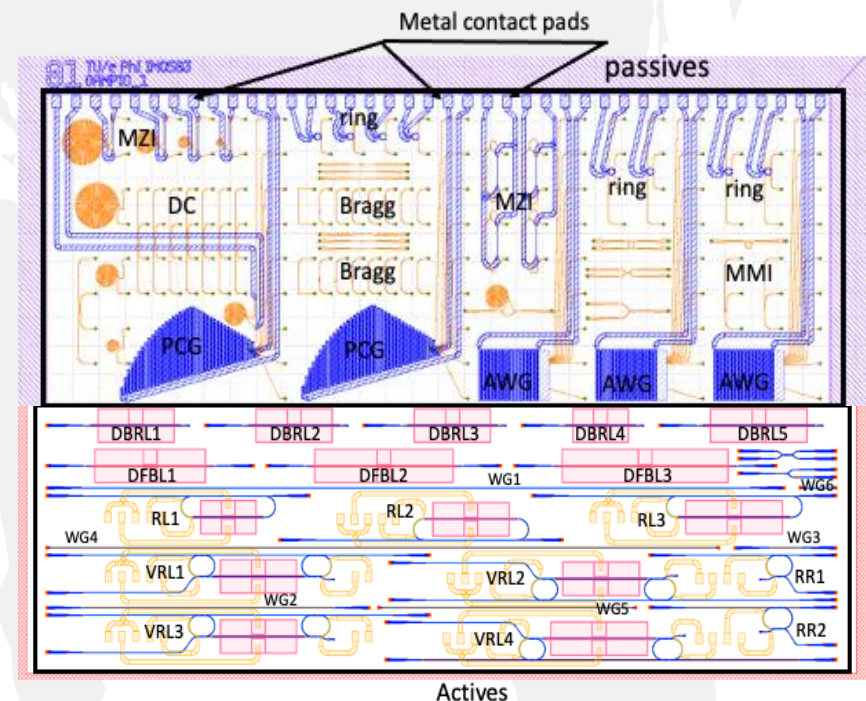 Metal contact pads
01 TU/e Phi IMOS83
passives
ring
MZI
DC
Bragg
MZI
ring
ring
Bragg
MMI
PCG
PCG
AWG
AWG
AWG
DBRL1
DBRL2
DBRL3
DBRL4
DBRL5
DFBL1
DFBL2
DFBL3
WG1
WG6
RL1
RL2
RL3
WG4
WG3
VRL1
VRL2
RR1
WG2
WG5
VRL3
VRL4
RR2
Actives